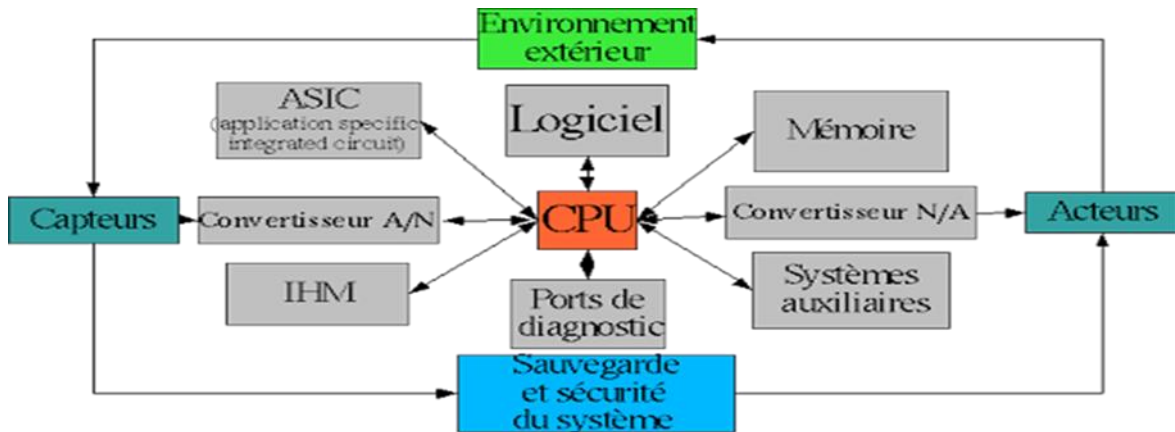 Environnement
extérieur
ASIC
(application specific
integrated circuit)
Logiciel
Mémoire
Capteurs
Convertisseur A/N
CPU
Convertisseur N/A
Acteurs
IHM
Ports de
diagnostic
Systèmes
auxiliaires
Sauvegarde
et sécurité
du système